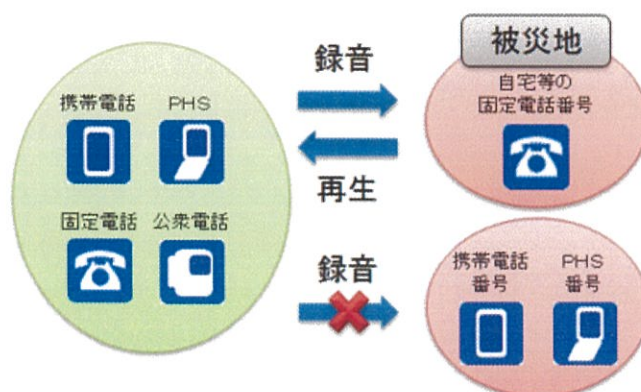 携帯電話 PHS
固定電話 公衆電話
録音
再生
被災地
自宅等の
固定電話番号
録音
携帯電話 PHS
番号 番号